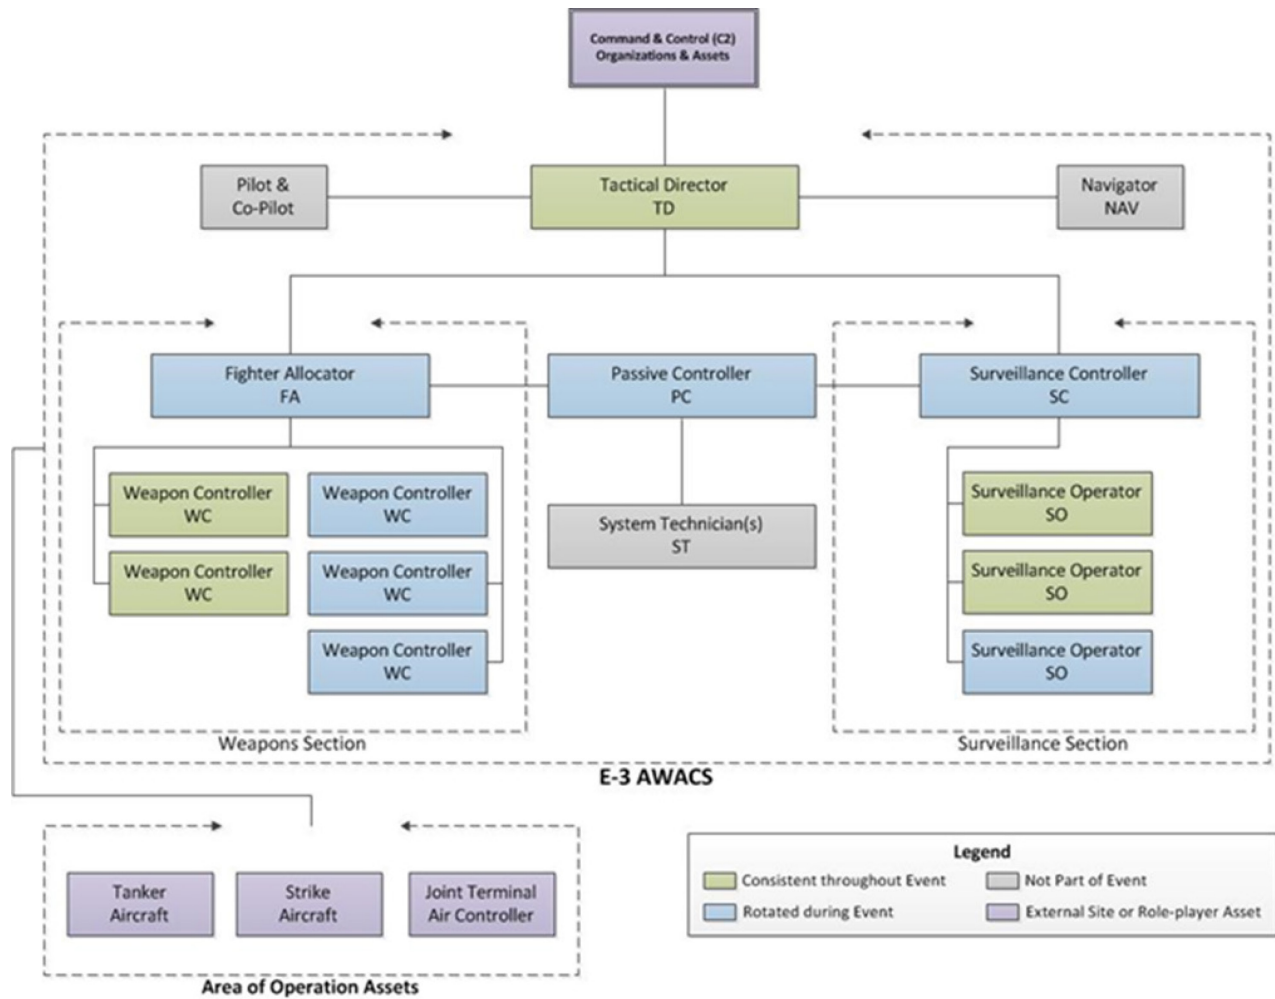 Command & Control (C2)
Organizations & Assets
Pilot &
Co-Pilot
Tactical Director
TD
Navigator
NAV
Fighter Allocator
FA
Passive Controller
PC
Surveillance Controller
SC
Weapon Controller
WC
Weapon Controller
WC
Weapon Controller
WC
Weapon Controller
WC
Weapon Controller
WC
System Technician(s)
ST
Surveillance Operator
SO
Surveillance Operator
SO
Surveillance Operator
SO
Weapons Section
Surveillance Section
E-3 AWACS
Tanker
Aircraft
Strike
Aircraft
Joint Terminal
Air Controller
Area of Operation Assets
Legend
Consistent throughout Event
Not Part of Event
Rotated during Event
External Site or Role-player Asset